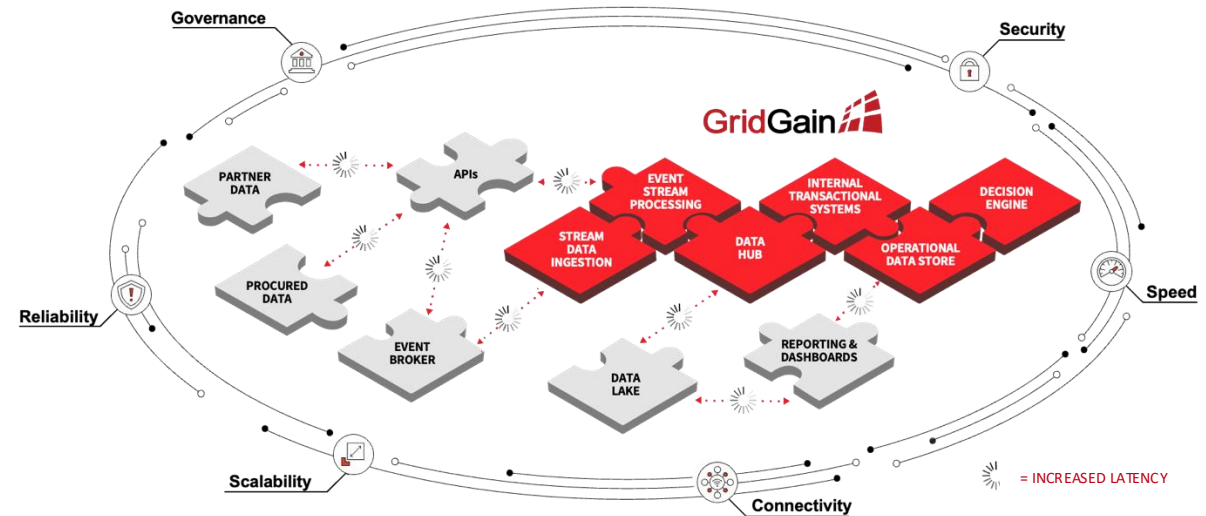 Governance
Security
GridGain
PARTNER
DATA
APIs
EVENT
STREAM
PROCESSING
INTERNAL
TRANSACTIONAL
SYSTEMS
DECISION
ENGINE
STREAM
DATA
INGESTION
DATA
HUB
OPERATIONAL
DATA STORE
PROCURED
DATA
Speed
Reliability
EVENT
BROKER
REPORTING &
DASHBOARDS
DATA
LAKE
Scalability
Connectivity
= INCREASED LATENCY